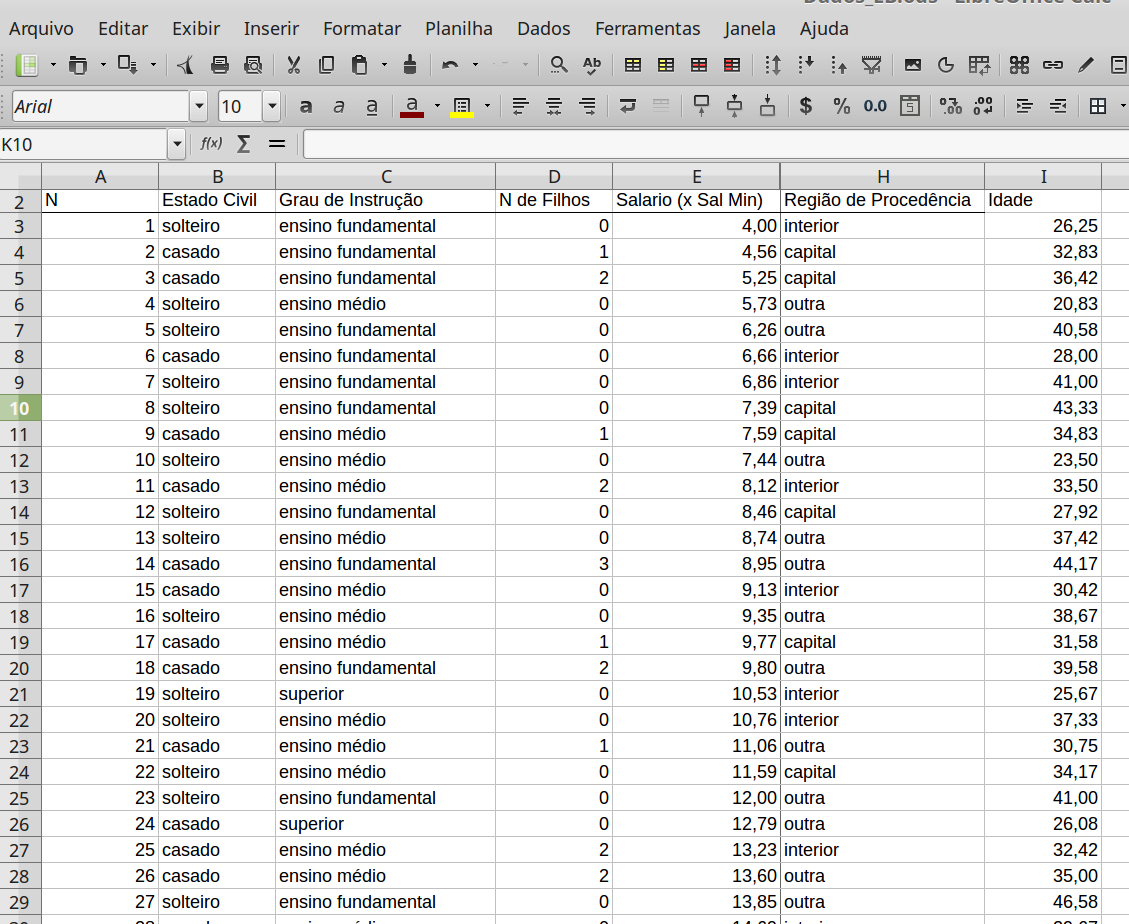 Arquivo Editar Exibir Inserir Formatar Planilha Dados Ferramentas Janela Ajuda
Arial 10 a a a a $ % 0.0
K10 f(x) Σ =
A B C D E H I
2 N Estado Civil Grau de Instrução N de Filhos Salario (x Sal Min) Região de Procedência Idade
3 1 solteiro ensino fundamental 0 4,00 interior 26,25
4 2 casado ensino fundamental 1 4,56 capital 32,83
5 3 casado ensino fundamental 2 5,25 capital 36,42
6 4 solteiro ensino médio 0 5,73 outra 20,83
7 5 solteiro ensino fundamental 0 6,26 outra 40,58
8 6 casado ensino fundamental 0 6,66 interior 28,00
9 7 solteiro ensino fundamental 0 6,86 interior 41,00
10 8 solteiro ensino fundamental 0 7,39 capital 43,33
11 9 casado ensino médio 1 7,59 capital 34,83
12 10 solteiro ensino médio 0 7,44 outra 23,50
13 11 casado ensino médio 2 8,12 interior 33,50
14 12 solteiro ensino fundamental 0 8,46 capital 27,92
15 13 solteiro ensino médio 0 8,74 outra 37,42
16 14 casado ensino fundamental 3 8,95 outra 44,17
17 15 casado ensino médio 0 9,13 interior 30,42
18 16 solteiro ensino médio 0 9,35 outra 38,67
19 17 casado ensino médio 1 9,77 capital 31,58
20 18 casado ensino fundamental 2 9,80 outra 39,58
21 19 solteiro superior 0 10,53 interior 25,67
22 20 solteiro ensino médio 0 10,76 interior 37,33
23 21 casado ensino médio 1 11,06 outra 30,75
24 22 solteiro ensino médio 0 11,59 capital 34,17
25 23 solteiro ensino fundamental 0 12,00 outra 41,00
26 24 casado superior 0 12,79 outra 26,08
27 25 casado ensino médio 2 13,23 interior 32,42
28 26 casado ensino médio 2 13,60 outra 35,00
29 27 solteiro ensino fundamental 0 13,85 outra 46,58